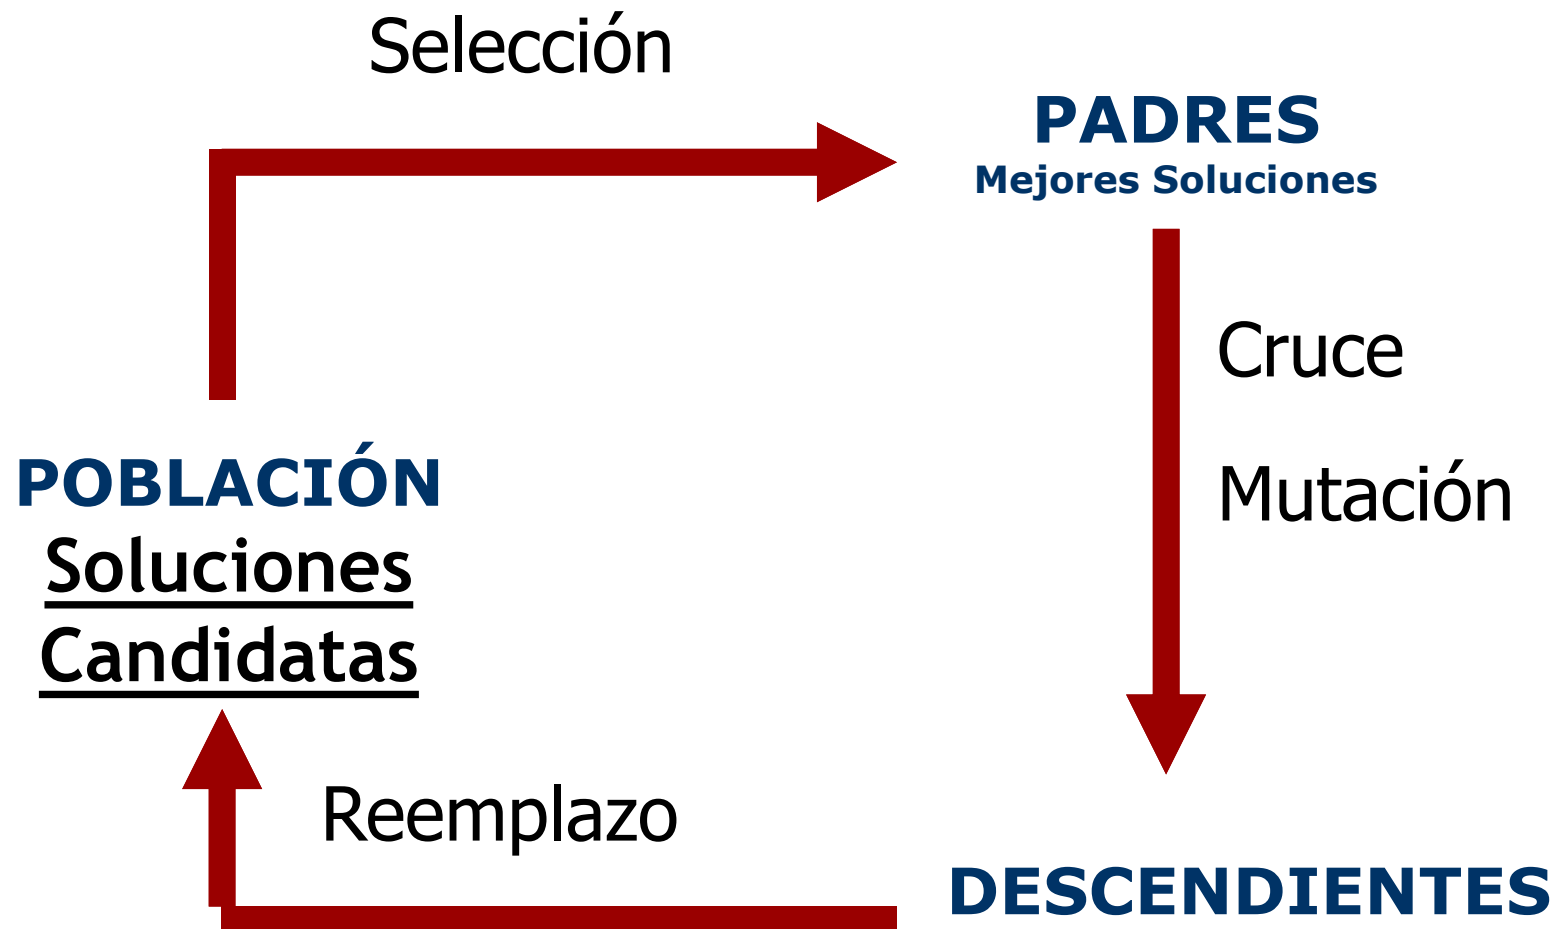 Selección
PADRES
Mejores Soluciones
Cruce
Mutación
POBLACIÓN
Soluciones
Candidatas
Reemplazo
DESCENDIENTES